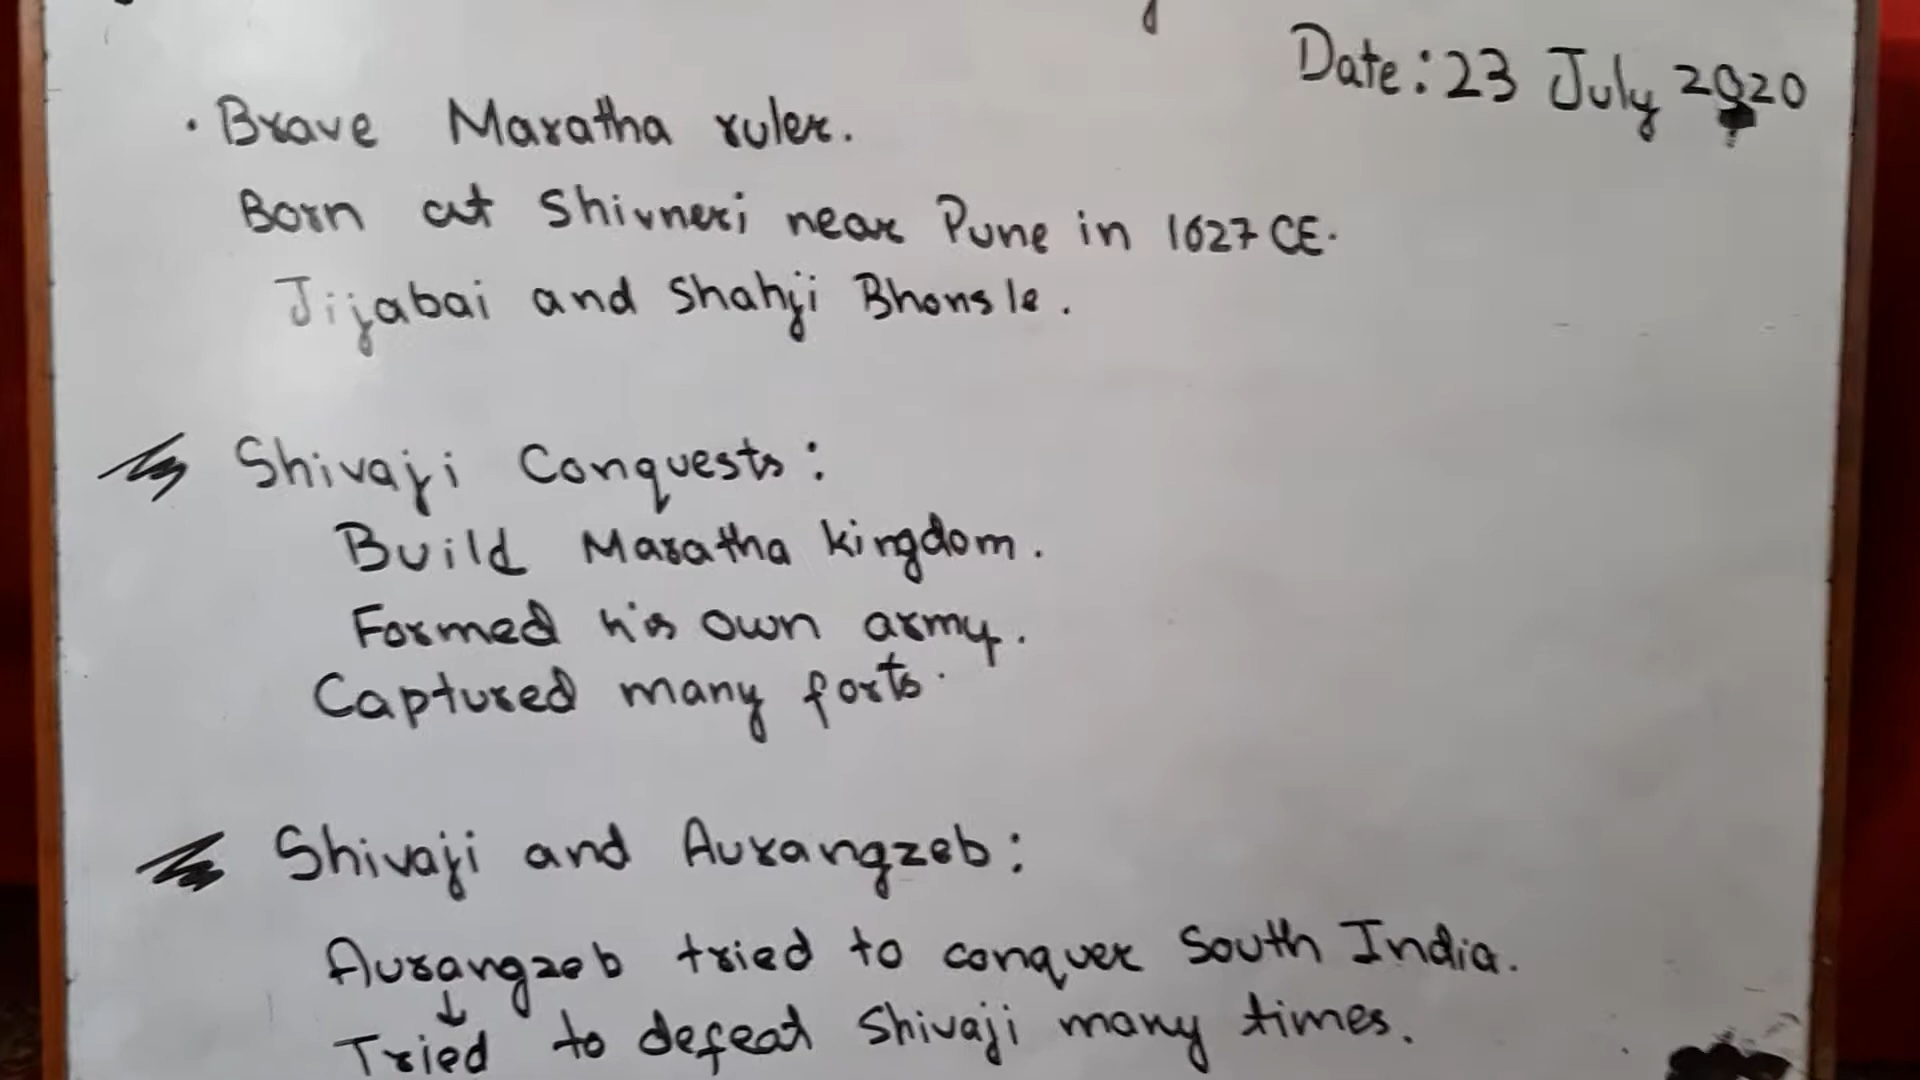 Date: 23 July 2020
• Brave Maratha ruler.
Born at Shivneri near Pune in 1627 CE.
Jijabai and Shahji Bhonsle.
Shivaji Conquests:
Build Maratha kingdom.
Formed his own army.
Captured many forts.
Shivaji and Aurangzeb:
Aurangzeb tried to conquer South India.
↓
Tried to defeat Shivaji many times.